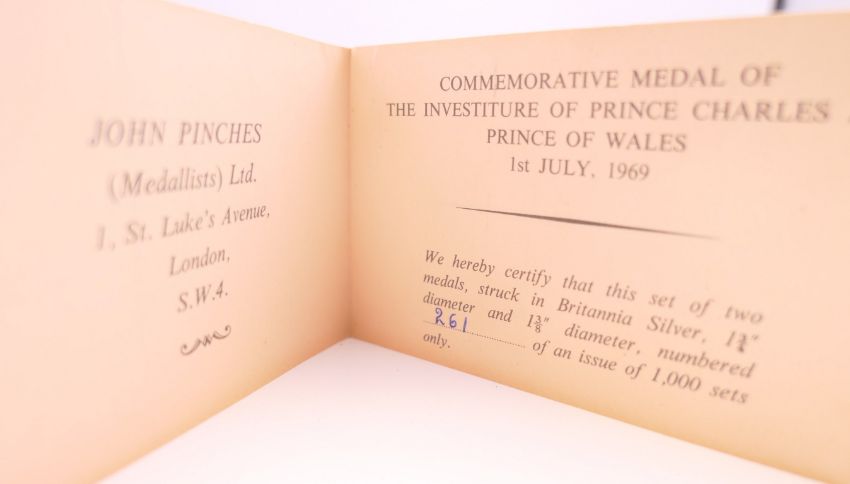 JOHN PINCHES
(Medallists) Ltd.
1, St. Luke's Avenue,
London,
S.W.4.
COMMEMORATIVE MEDAL OF
THE INVESTITURE OF PRINCE CHARLES
PRINCE OF WALES
1st JULY, 1969
We hereby certify that this set of two
medals, struck in Britannia Silver, 1¾"
diameter and 1⅜" diameter, numbered
261 of an issue of 1,000 sets
only.